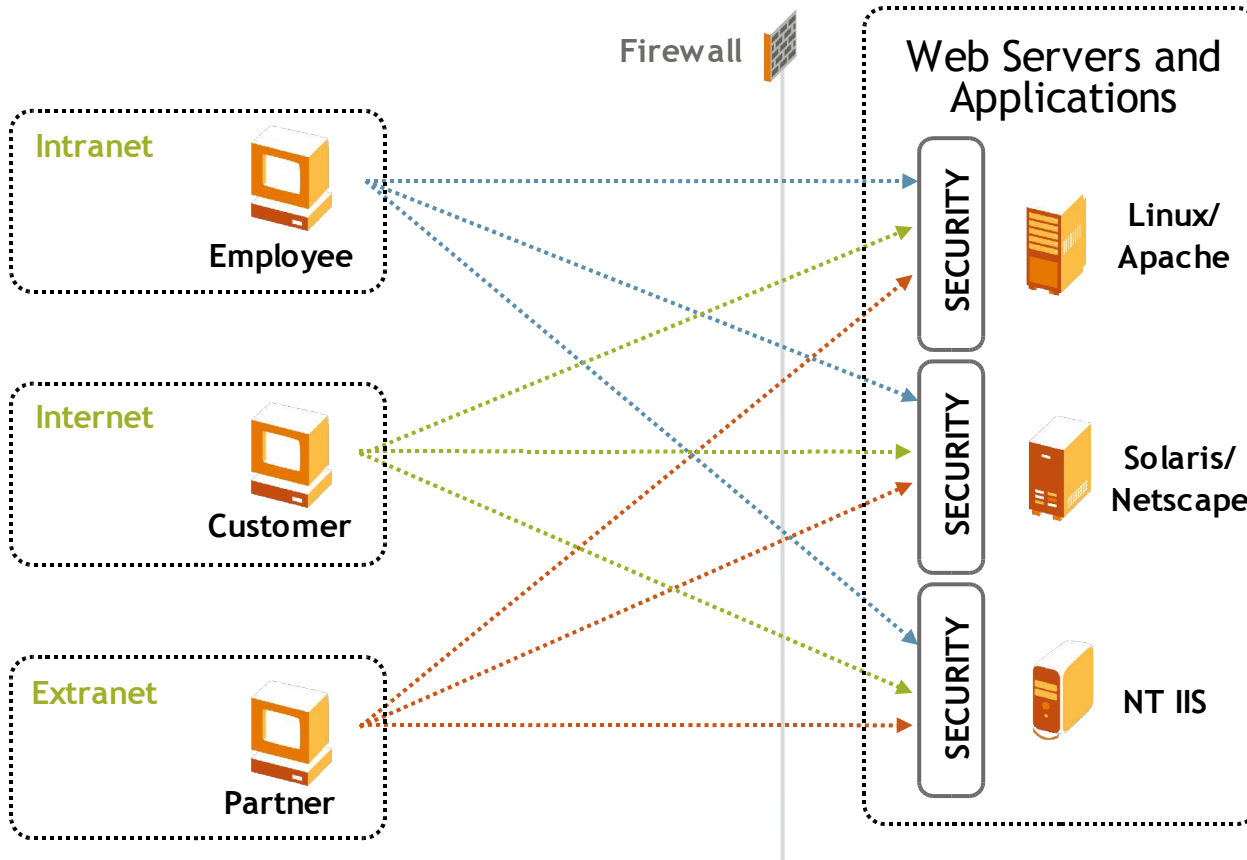 Firewall
Web Servers and
Applications
Intranet
Employee
SECURITY
Linux/
Apache
Internet
Customer
SECURITY
Solaris/
Netscape
Extranet
Partner
SECURITY
NT IIS